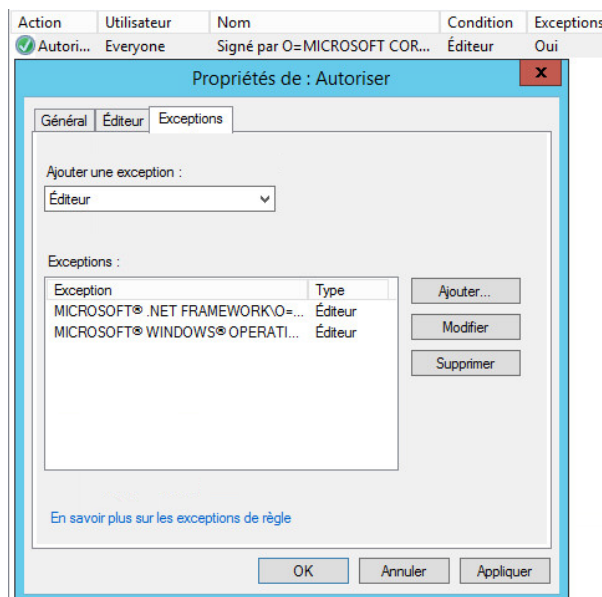 Action Utilisateur Nom Condition Exceptions
Autori... Everyone Signé par O=MICROSOFT COR... Éditeur Oui
Propriétés de : Autoriser x
Général Éditeur Exceptions
Ajouter une exception :
Éditeur
Exceptions :
Exception Type
MICROSOFT® .NET FRAMEWORK\O=... Éditeur
MICROSOFT® WINDOWS® OPERATI... Éditeur
Ajouter...
Modifier
Supprimer
En savoir plus sur les exceptions de règle
OK Annuler Appliquer